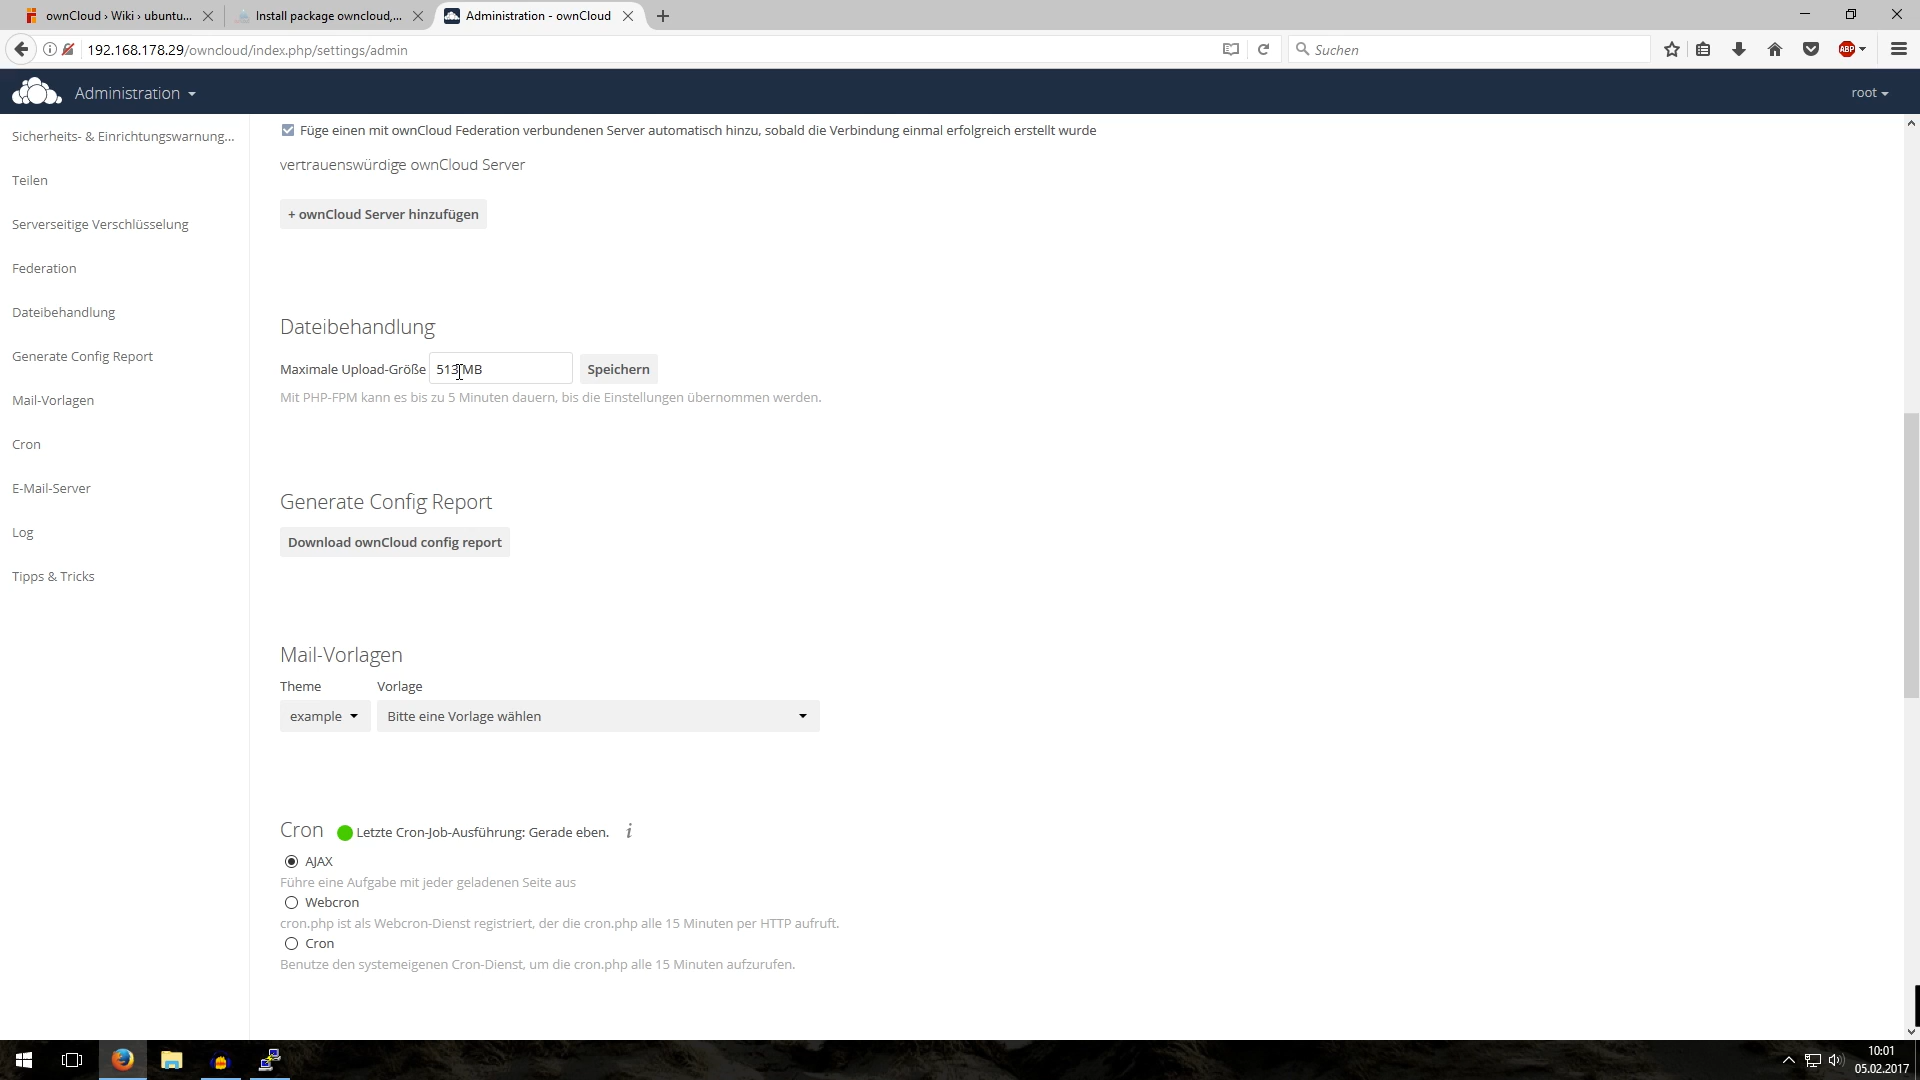 ownCloud › Wiki › ubuntu...
Install package owncloud,...
Administration - ownCloud
192.168.178.29/owncloud/index.php/settings/admin
Suchen
ABP
Administration
root
Sicherheits- & Einrichtungswarnung...
Teilen
Serverseitige Verschlüsselung
Federation
Dateibehandlung
Generate Config Report
Mail-Vorlagen
Cron
E-Mail-Server
Log
Tipps & Tricks
Füge einen mit ownCloud Federation verbundenen Server automatisch hinzu, sobald die Verbindung einmal erfolgreich erstellt wurde
vertrauenswürdige ownCloud Server
+ ownCloud Server hinzufügen
Dateibehandlung
Maximale Upload-Größe 513 MB Speichern
Mit PHP-FPM kann es bis zu 5 Minuten dauern, bis die Einstellungen übernommen werden.
Generate Config Report
Download ownCloud config report
Mail-Vorlagen
Theme Vorlage
example Bitte eine Vorlage wählen
Cron Letzte Cron-Job-Ausführung: Gerade eben. i
AJAX
Führe eine Aufgabe mit jeder geladenen Seite aus
Webcron
cron.php ist als Webcron-Dienst registriert, der die cron.php alle 15 Minuten per HTTP aufruft.
Cron
Benutze den systemeigenen Cron-Dienst, um die cron.php alle 15 Minuten aufzurufen.
10:01
05.02.2017